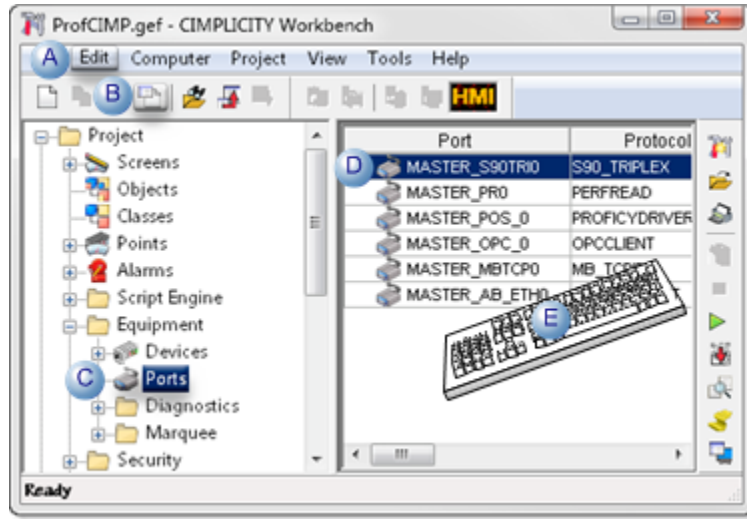 ProfCIMP.gef - CIMPLICITY Workbench
A Edit Computer Project View Tools Help
B HMI
Project
Screens
Objects
Classes
Points
Alarms
Script Engine
Equipment
Devices
C Ports
Diagnostics
Marquee
Security
Port Protocol
D MASTER_S90TRI0 S90_TRIPLEX
MASTER_PR0 PERFREAD
MASTER_POS_0 PROFICYDRIVER
MASTER_OPC_0 OPCCLIENT
MASTER_MBTCP0
MASTER_AB_ETH0
E
Ready